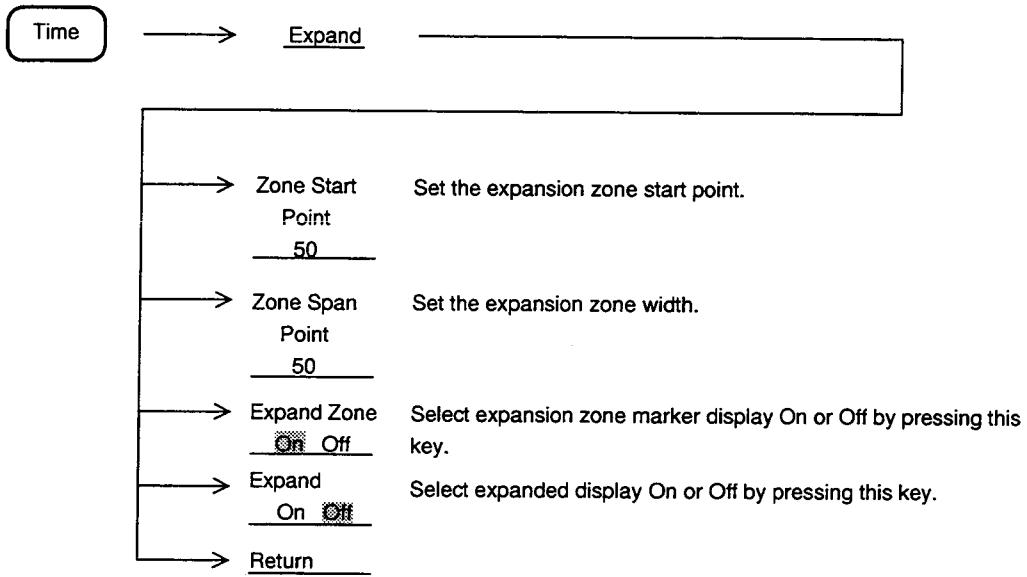 Time
Expand
Zone Start Set the expansion zone start point.
Point
50
Zone Span Set the expansion zone width.
Point
50
Expand Zone Select expansion zone marker display On or Off by pressing this
On Off key.
Expand Select expanded display On or Off by pressing this key.
On Off
Return